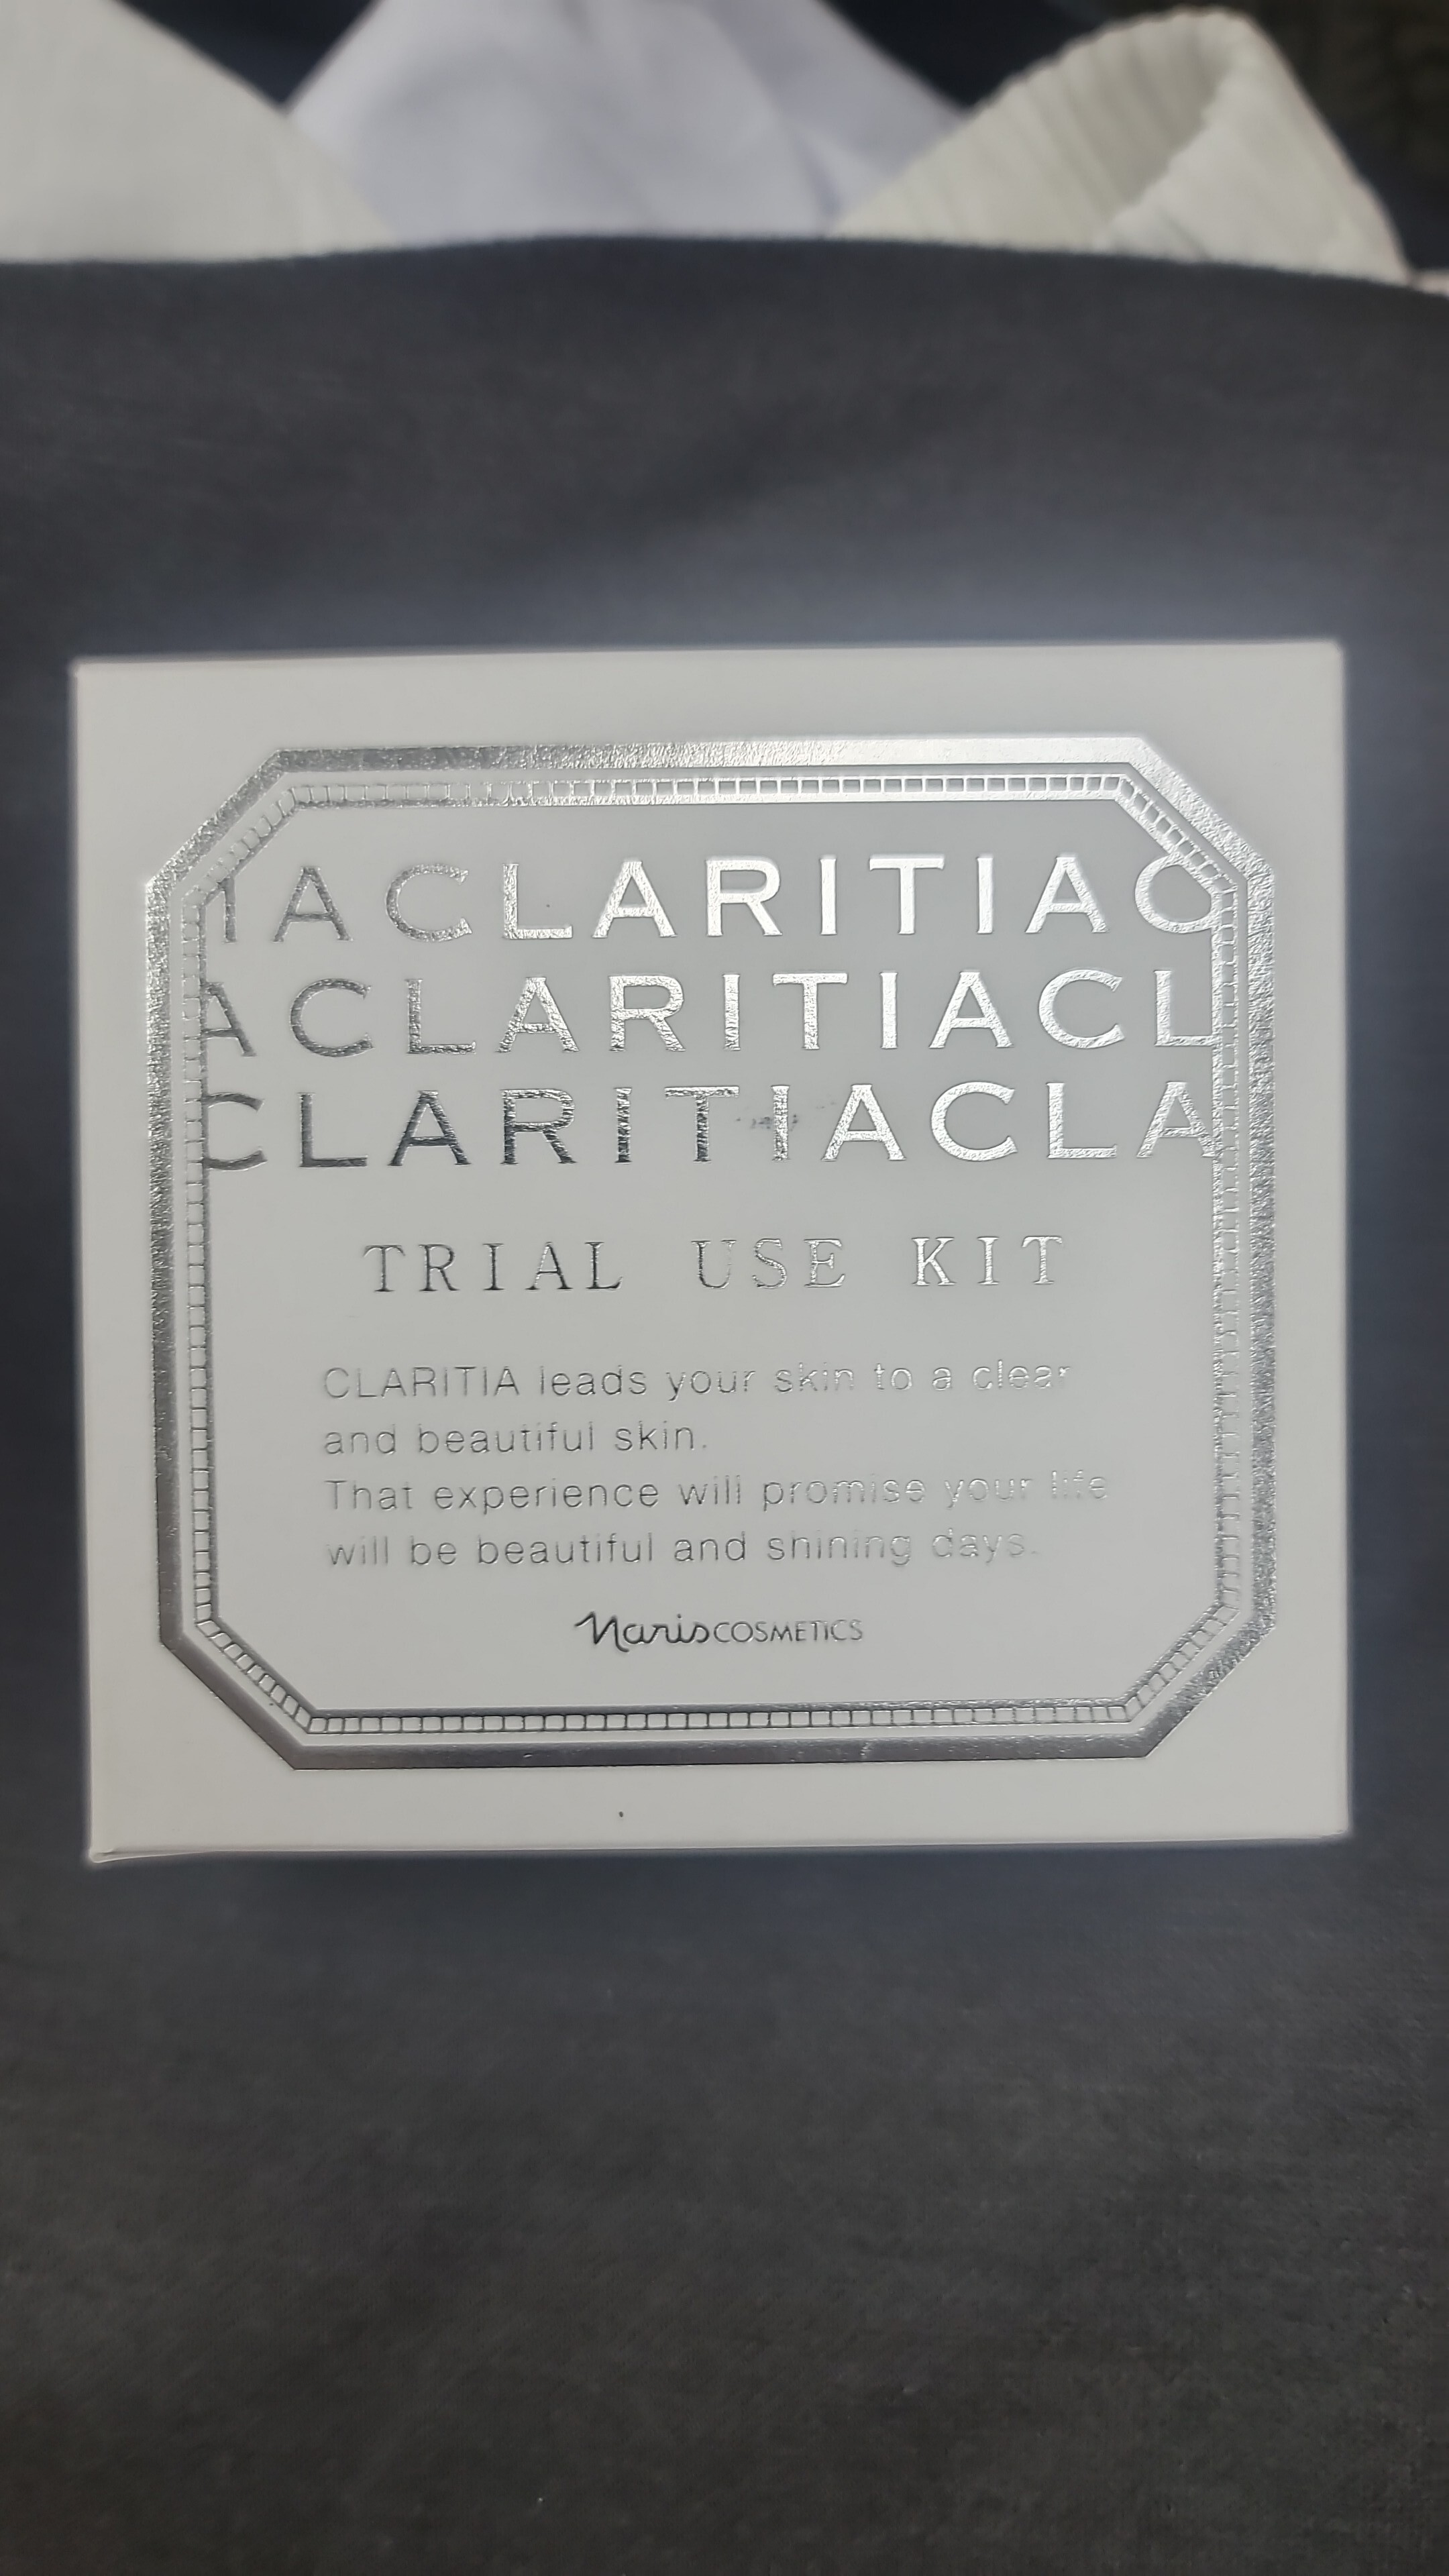 IACLARITIAC
ACLARITIACL
CLARITIACLA
TRIAL USE KIT
CLARITIA leads your skin to a clear
and beautiful skin.
That experience will promise your life
will be beautiful and shining days.
Naris COSMETICS